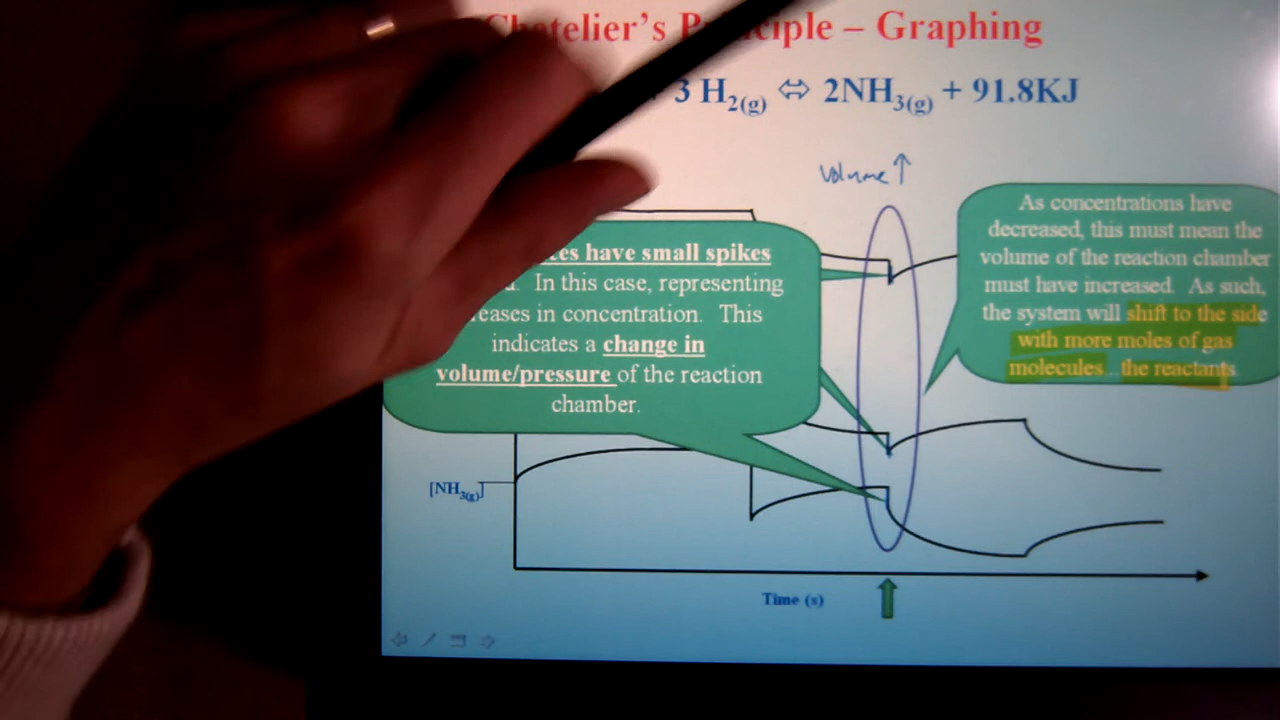 Chatelier's Principle – Graphing
3 H2(g) ⇔ 2NH3(g) + 91.8KJ
volume ↑
have small spikes
In this case, representing
in concentration. This
indicates a change in
volume/pressure of the reaction
chamber.
As concentrations have
decreased, this must mean the
volume of the reaction chamber
must have increased. As such,
the system will shift to the side
with more moles of gas
molecules...the reactants.
[NH3(g)]
Time (s)